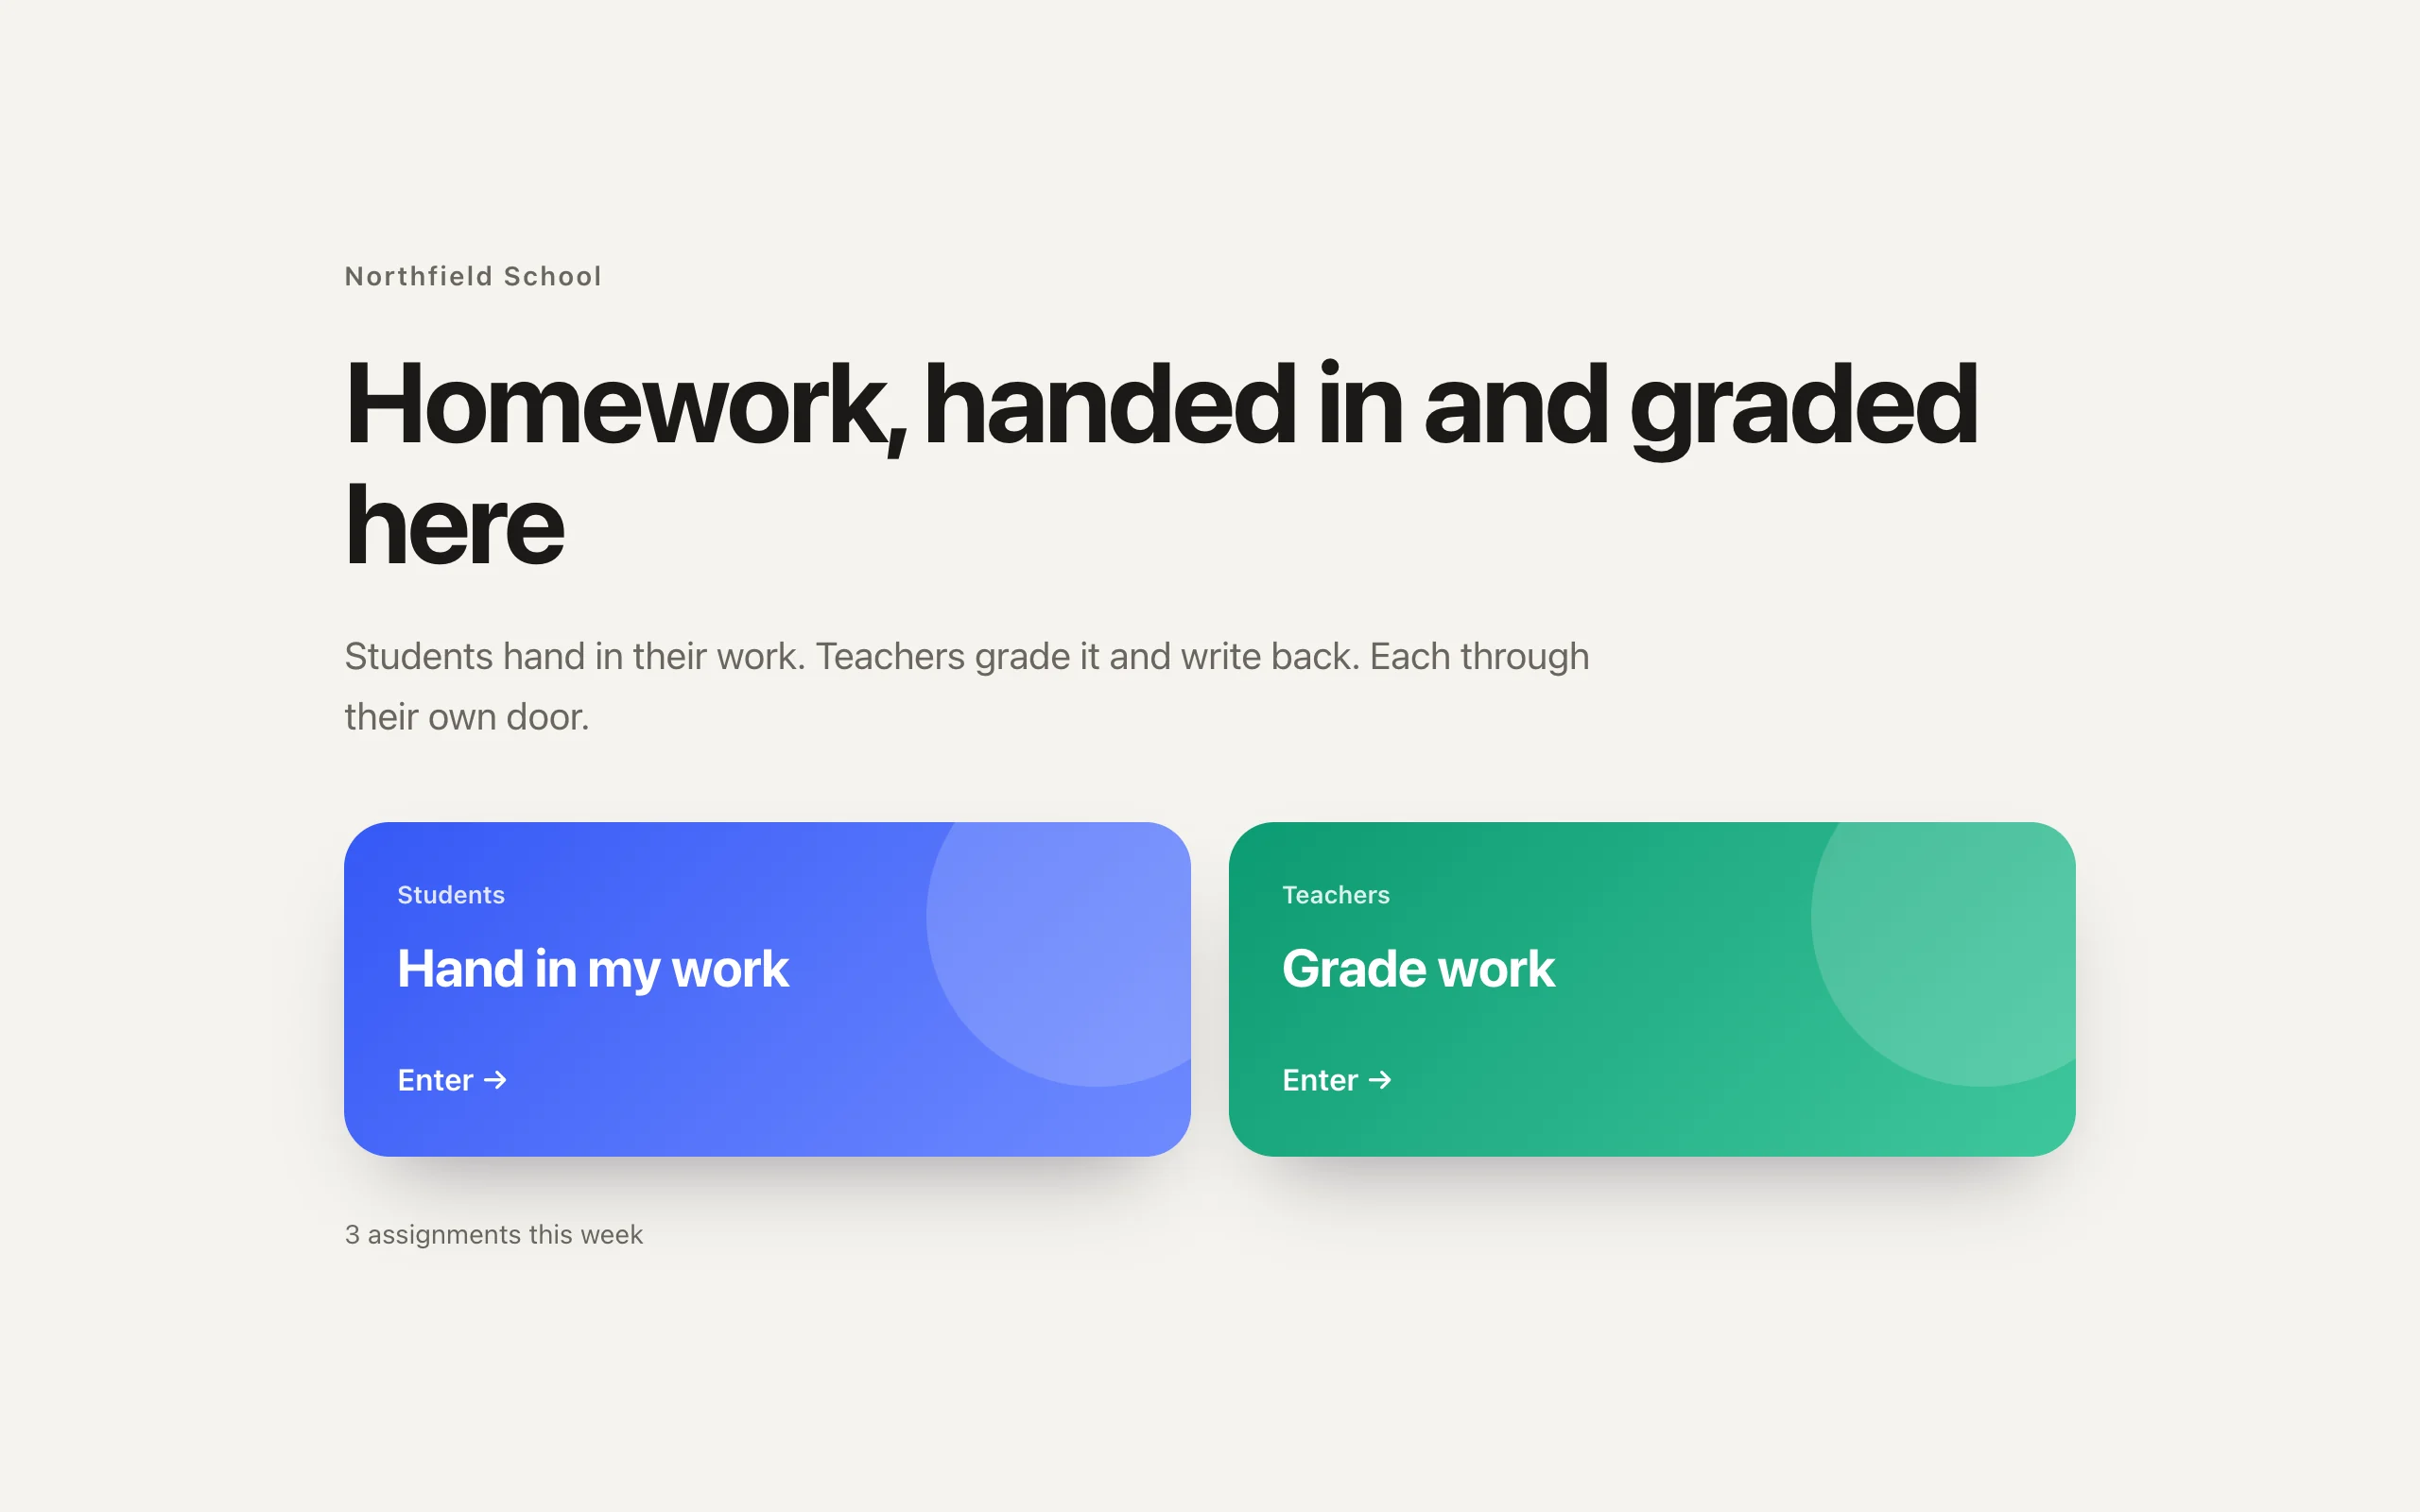 Northfield School
Homework, handed in and graded
here
Students hand in their work. Teachers grade it and write back. Each through
their own door.
Students
Hand in my work
Enter →
Teachers
Grade work
Enter →
3 assignments this week